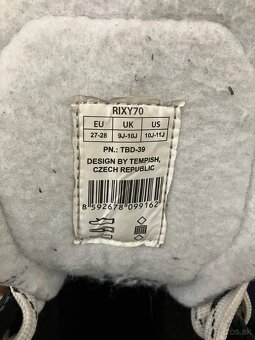 RIXY70
EU UK US
27-28 9J-10J 10J-11J
PN.: TBD-39
DESIGN BY TEMPISH,
CZECH REPUBLIC
8 592678 099162